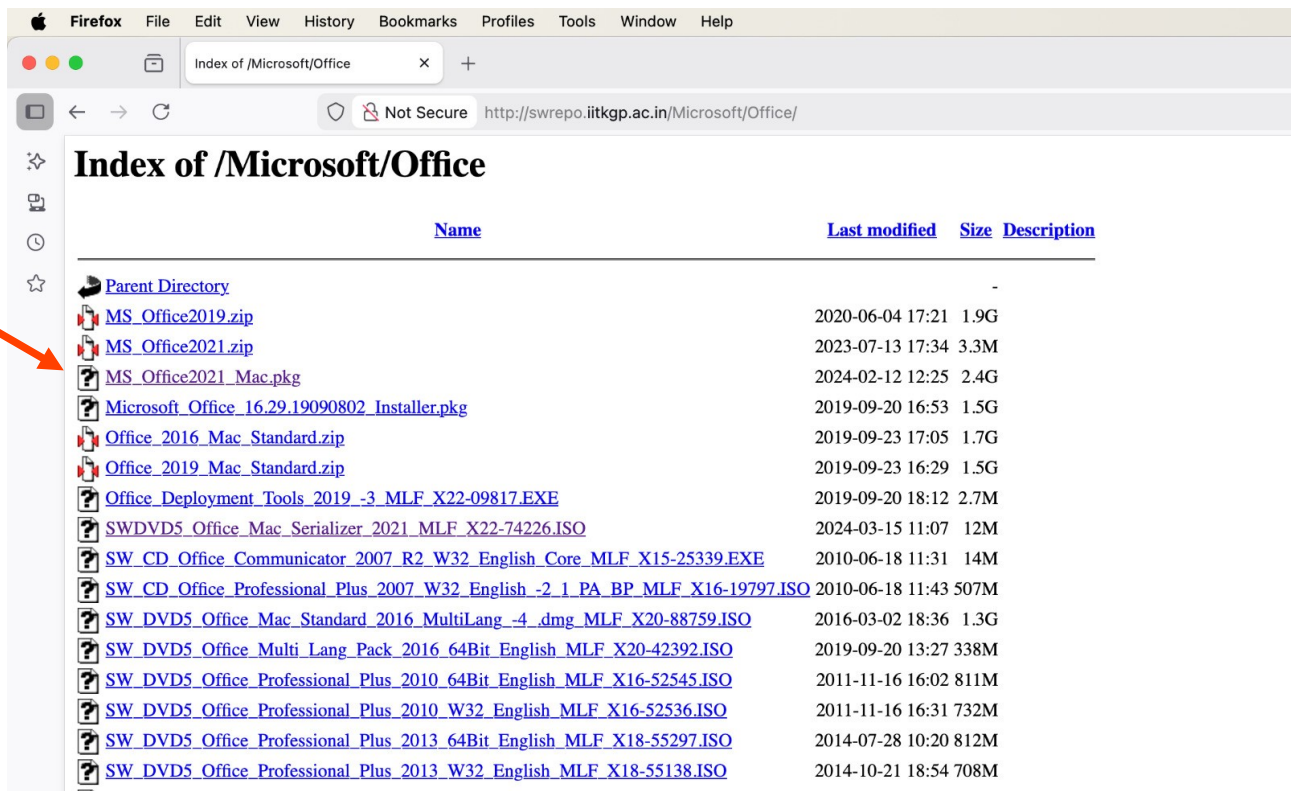 Firefox File Edit View History Bookmarks Profiles Tools Window Help
Index of /Microsoft/Office
Not Secure http://swrepo.iitkgp.ac.in/Microsoft/Office/
Index of /Microsoft/Office
Name Last modified Size Description
Parent Directory -
MS_Office2019.zip 2020-06-04 17:21 1.9G
MS_Office2021.zip 2023-07-13 17:34 3.3M
MS_Office2021_Mac.pkg 2024-02-12 12:25 2.4G
Microsoft_Office_16.29.19090802_Installer.pkg 2019-09-20 16:53 1.5G
Office_2016_Mac_Standard.zip 2019-09-23 17:05 1.7G
Office_2019_Mac_Standard.zip 2019-09-23 16:29 1.5G
Office_Deployment_Tools_2019_-3_MLF_X22-09817.EXE 2019-09-20 18:12 2.7M
SWDVD5_Office_Mac_Serializer_2021_MLF_X22-74226.ISO 2024-03-15 11:07 12M
SW_CD_Office_Communicator_2007_R2_W32_English_Core_MLF_X15-25339.EXE 2010-06-18 11:31 14M
SW_CD_Office_Professional_Plus_2007_W32_English_-2_1_PA_BP_MLF_X16-19797.ISO 2010-06-18 11:43 507M
SW_DVD5_Office_Mac_Standard_2016_MultiLang_-4_.dmg_MLF_X20-88759.ISO 2016-03-02 18:36 1.3G
SW_DVD5_Office_Multi_Lang_Pack_2016_64Bit_English_MLF_X20-42392.ISO 2019-09-20 13:27 338M
SW_DVD5_Office_Professional_Plus_2010_64Bit_English_MLF_X16-52545.ISO 2011-11-16 16:02 811M
SW_DVD5_Office_Professional_Plus_2010_W32_English_MLF_X16-52536.ISO 2011-11-16 16:31 732M
SW_DVD5_Office_Professional_Plus_2013_64Bit_English_MLF_X18-55297.ISO 2014-07-28 10:20 812M
SW_DVD5_Office_Professional_Plus_2013_W32_English_MLF_X18-55138.ISO 2014-10-21 18:54 708M